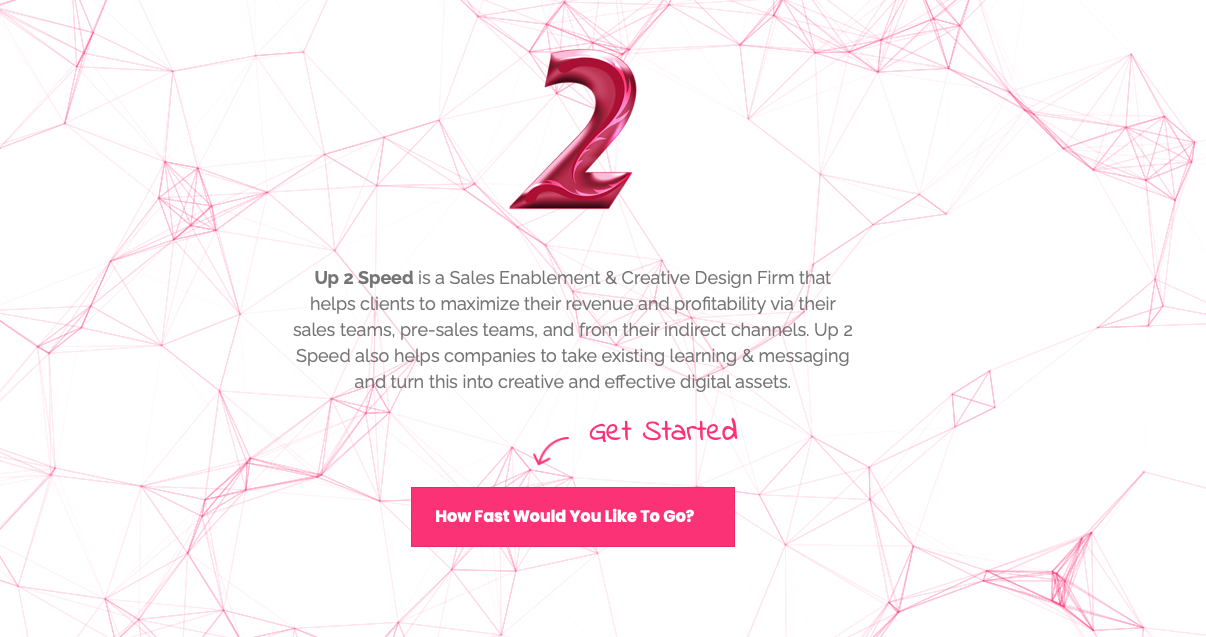 2
Up 2 Speed is a Sales Enablement & Creative Design Firm that
helps clients to maximize their revenue and profitability via their
sales teams, pre-sales teams, and from their indirect channels. Up 2
Speed also helps companies to take existing learning & messaging
and turn this into creative and effective digital assets.
Get Started
How Fast Would You Like To Go?